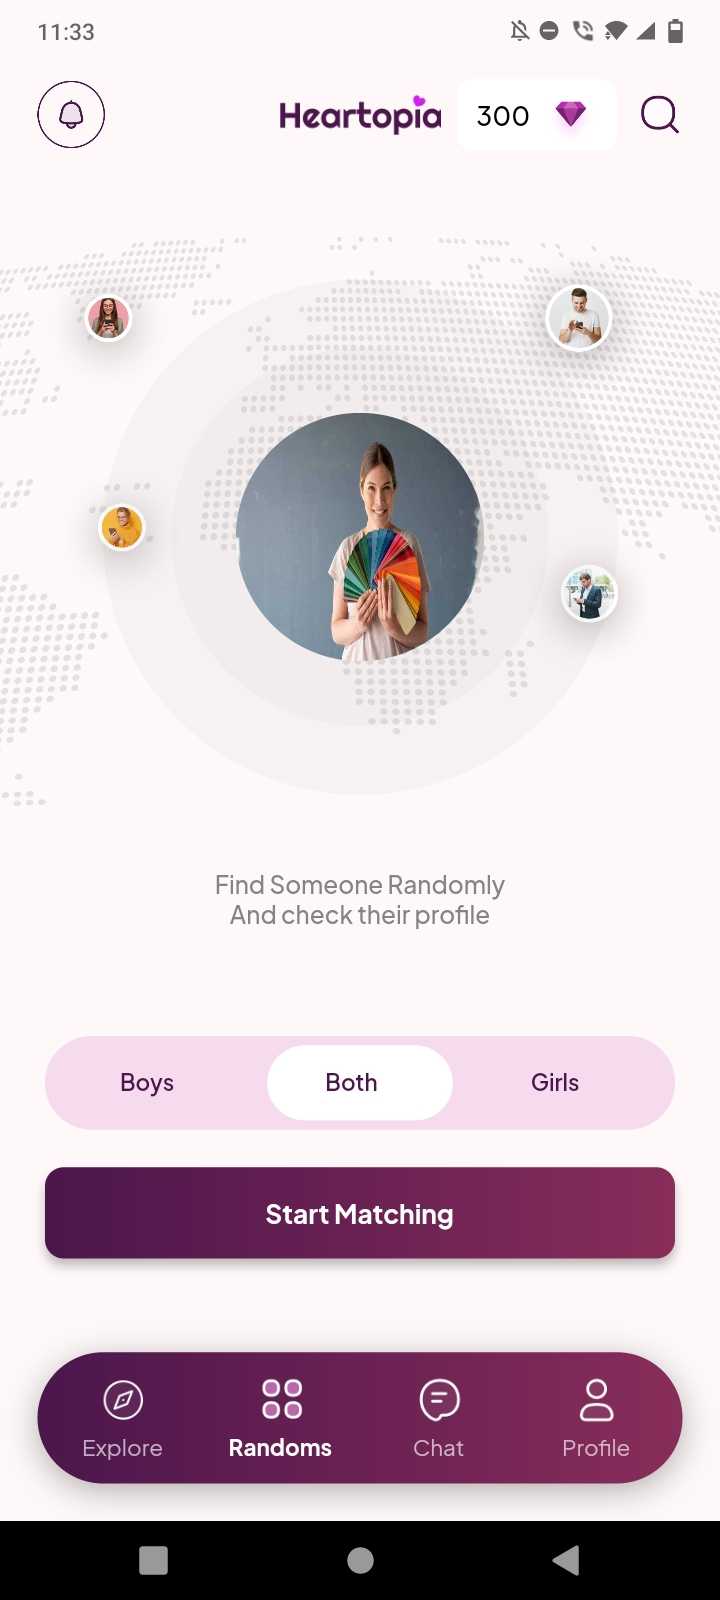 11:33
Heartopia
300
Find Someone Randomly
And check their profile
Boys
Both
Girls
Start Matching
Explore
Randoms
Chat
Profile